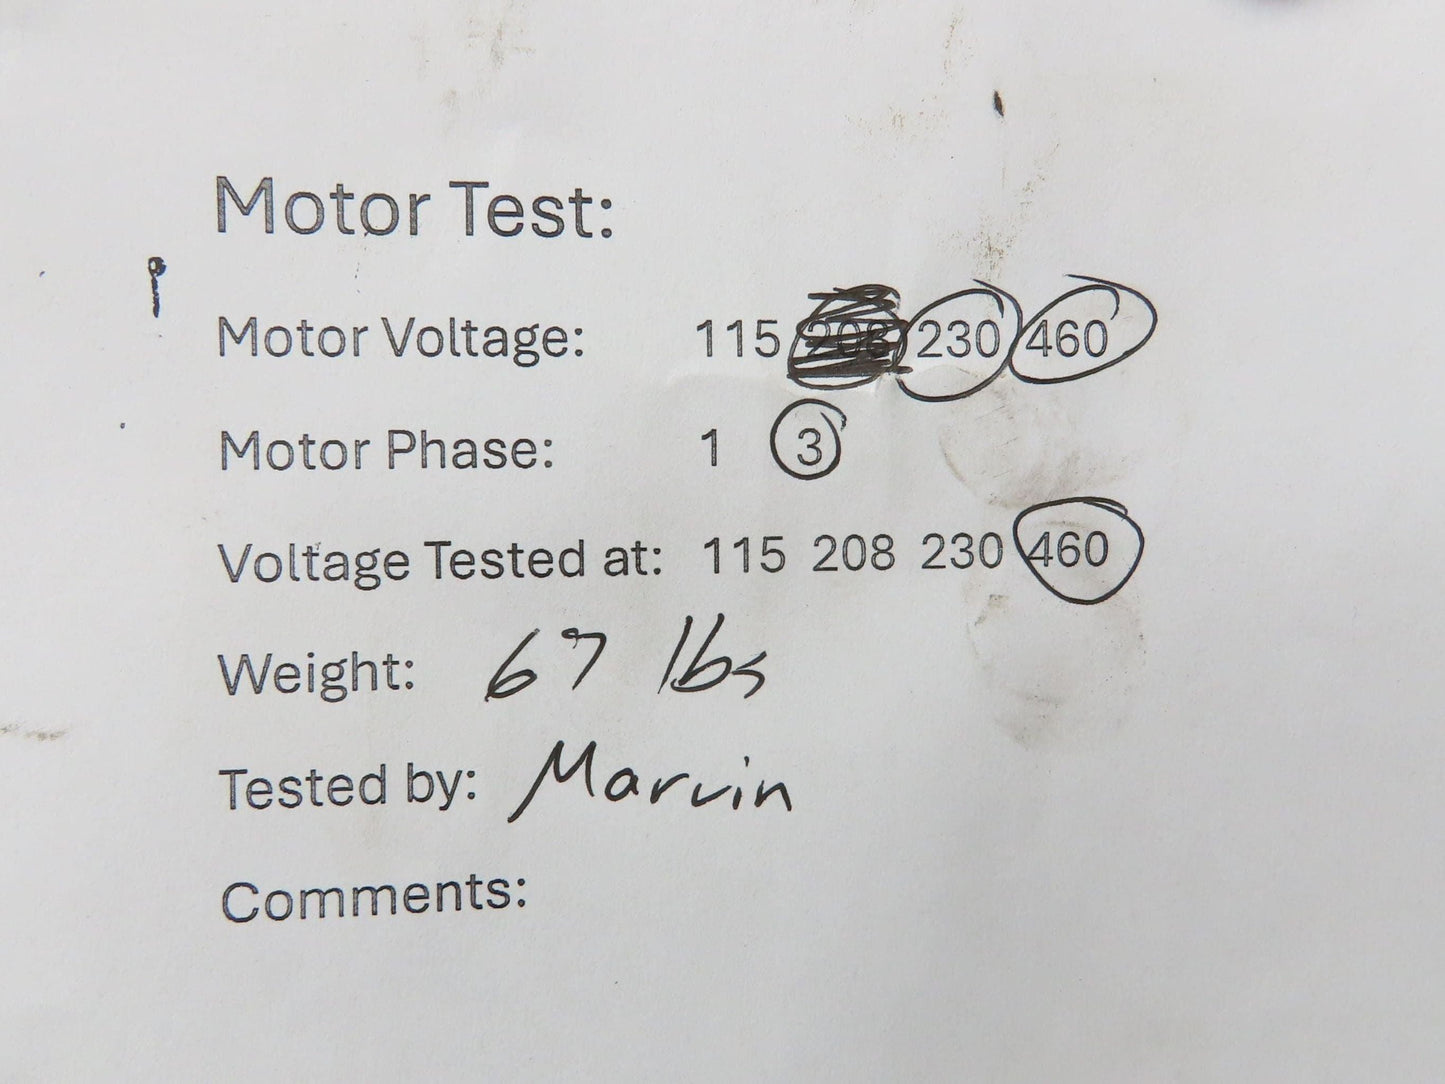 Motor Test:
Motor Voltage: 115 208 230 460
Motor Phase: 1 3
Voltage Tested at: 115 208 230 460
Weight: 67 lbs
Tested by: Marvin
Comments: